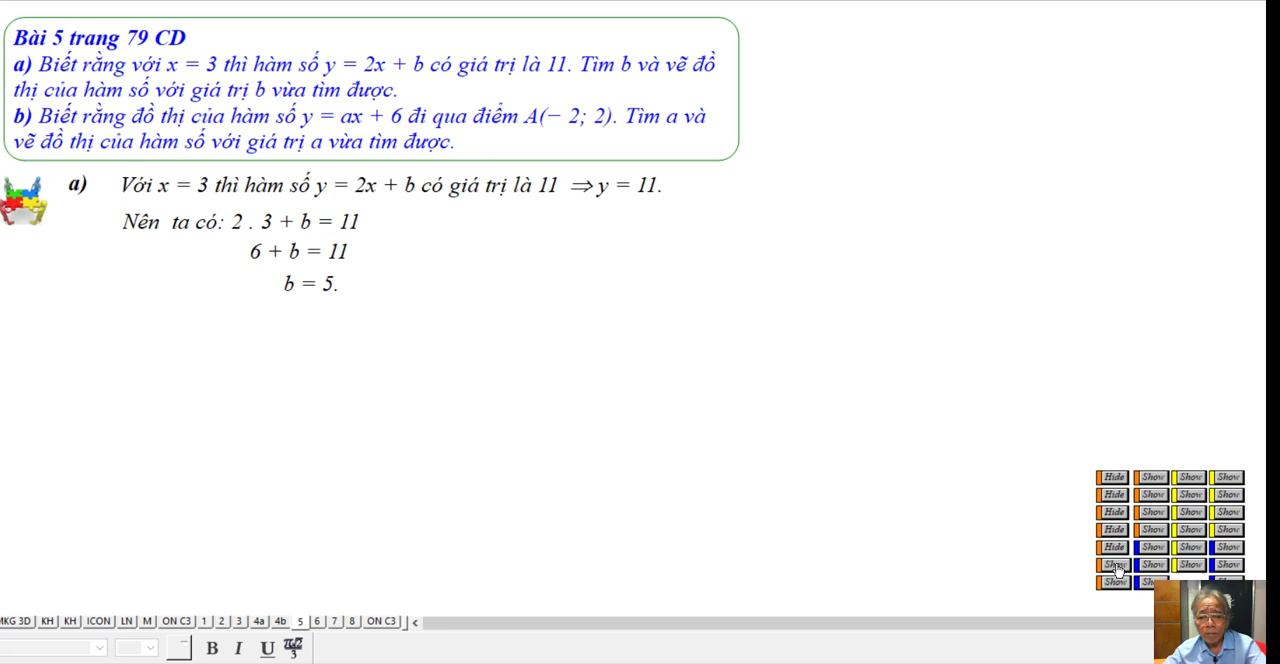 Bài 5 trang 79 CD
a) Biết rằng với x = 3 thì hàm số y = 2x + b có giá trị là 11. Tìm b và vẽ đồ
thị của hàm số với giá trị b vừa tìm được.
b) Biết rằng đồ thị của hàm số y = ax + 6 đi qua điểm A(− 2; 2). Tìm a và
vẽ đồ thị của hàm số với giá trị a vừa tìm được.
a) Với x = 3 thì hàm số y = 2x + b có giá trị là 11 ⇒ y = 11.
Nên ta có: 2 . 3 + b = 11
6 + b = 11
b = 5.
Hide Show Show Show
Hide Show Show Show
Hide Show Show Show
Hide Show Show Show
Hide Show Show Show
Show Show Show Show
Show
MKG 3D KH KH ICON LN M ON C3 1 2 3 4a 4b 5 6 7 8 ON C3 <
B I U